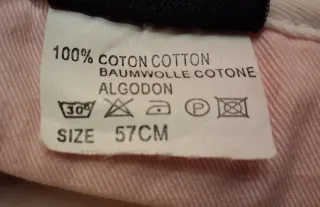 100% COTON COTTON
BAUMWOLLE COTONE
ALGODON
30° P
SIZE 57CM